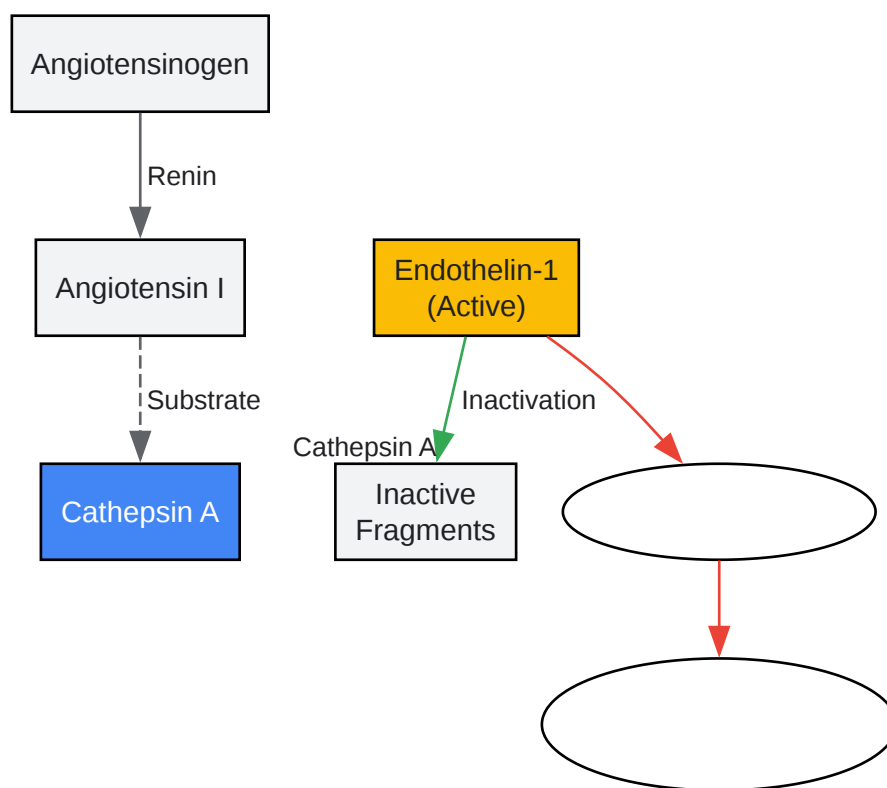 Angiotensinogen
Renin
Angiotensin I
Endothelin-1
(Active)
Substrate
Inactivation
Cathepsin A
Cathepsin A
Inactive
Fragments